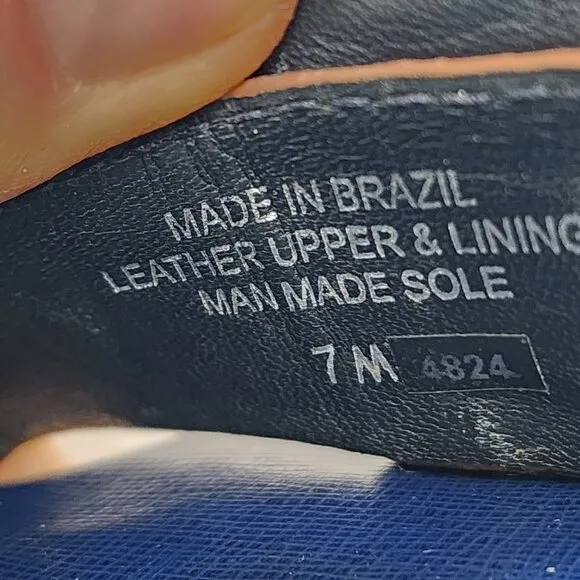 MADE IN BRAZIL
LEATHER UPPER & LINING
MAN MADE SOLE
7 M 4824